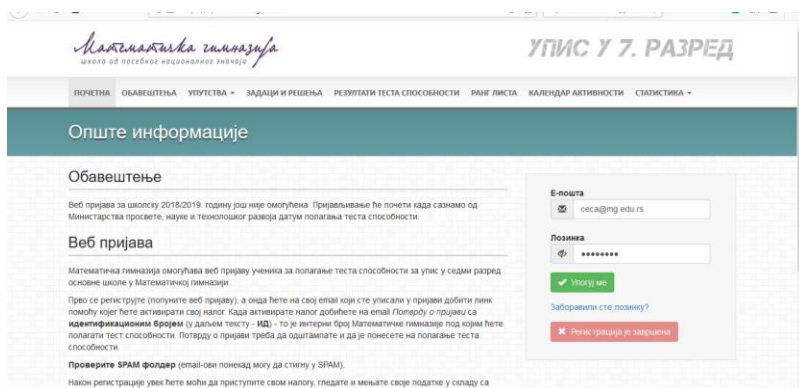 Математичка гимназија
школа од посебног националног значаја
УПИС У 7. РАЗРЕД
ПОЧЕТНА ОБАВЕШТЕЊА УПУТСТВА ЗАДАЦИ И РЕШЕЊА РЕЗУЛТАТИ ТЕСТА СПОСОБНОСТИ РАНГ ЛИСТА КАЛЕНДАР АКТИВНОСТИ СТАТИСТИКА
Опште информације
Обавештење
Веб пријава за школску 2018/2019. годину још није омогућена. Пријављивање ће почети када сазнамо од
Министарства просвете, науке и технолошког развоја датум полагања теста способности.
Веб пријава
Математичка гимназија омогућава веб пријаву ученика за полагање теста способности за упис у седми разред
основне школе у Математичкој гимназији.
Прво се региструјте (попуните веб пријаву), а онда ћете на свој email који сте уписали у пријави добити линк
помоћу којег ћете активирати свој налог. Када активирате налог добићете на email Потврду о пријави са
идентификационим бројем (у даљем тексту - ИД) - то је интерни број Математичке гимназије под којим ћете
полагати тест способности. Потврду о пријави треба да одштампате и да је понесете на полагање теста
способности.
Проверите SPAM фолдер (email-ови понекад могу да стигну у SPAM).
Након регистрације увек ћете моћи да приступите свом налогу, гледате и мењате своје податке у складу са
Е-пошта
ceca@mg.edu.rs
Лозинка
••••••••
Улогуј ме
Заборавили сте лозинку?
Регистрација је завршена